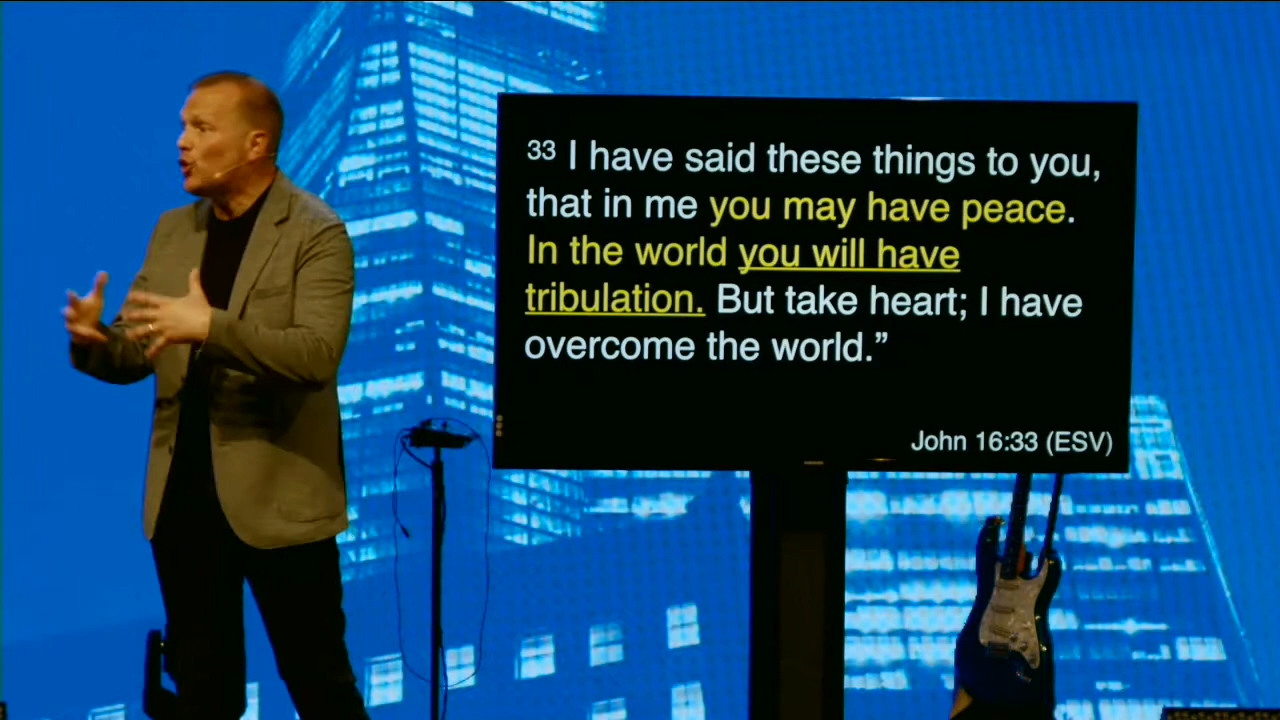 33 I have said these things to you,
that in me you may have peace.
In the world you will have
tribulation. But take heart; I have
overcome the world.”
John 16:33 (ESV)